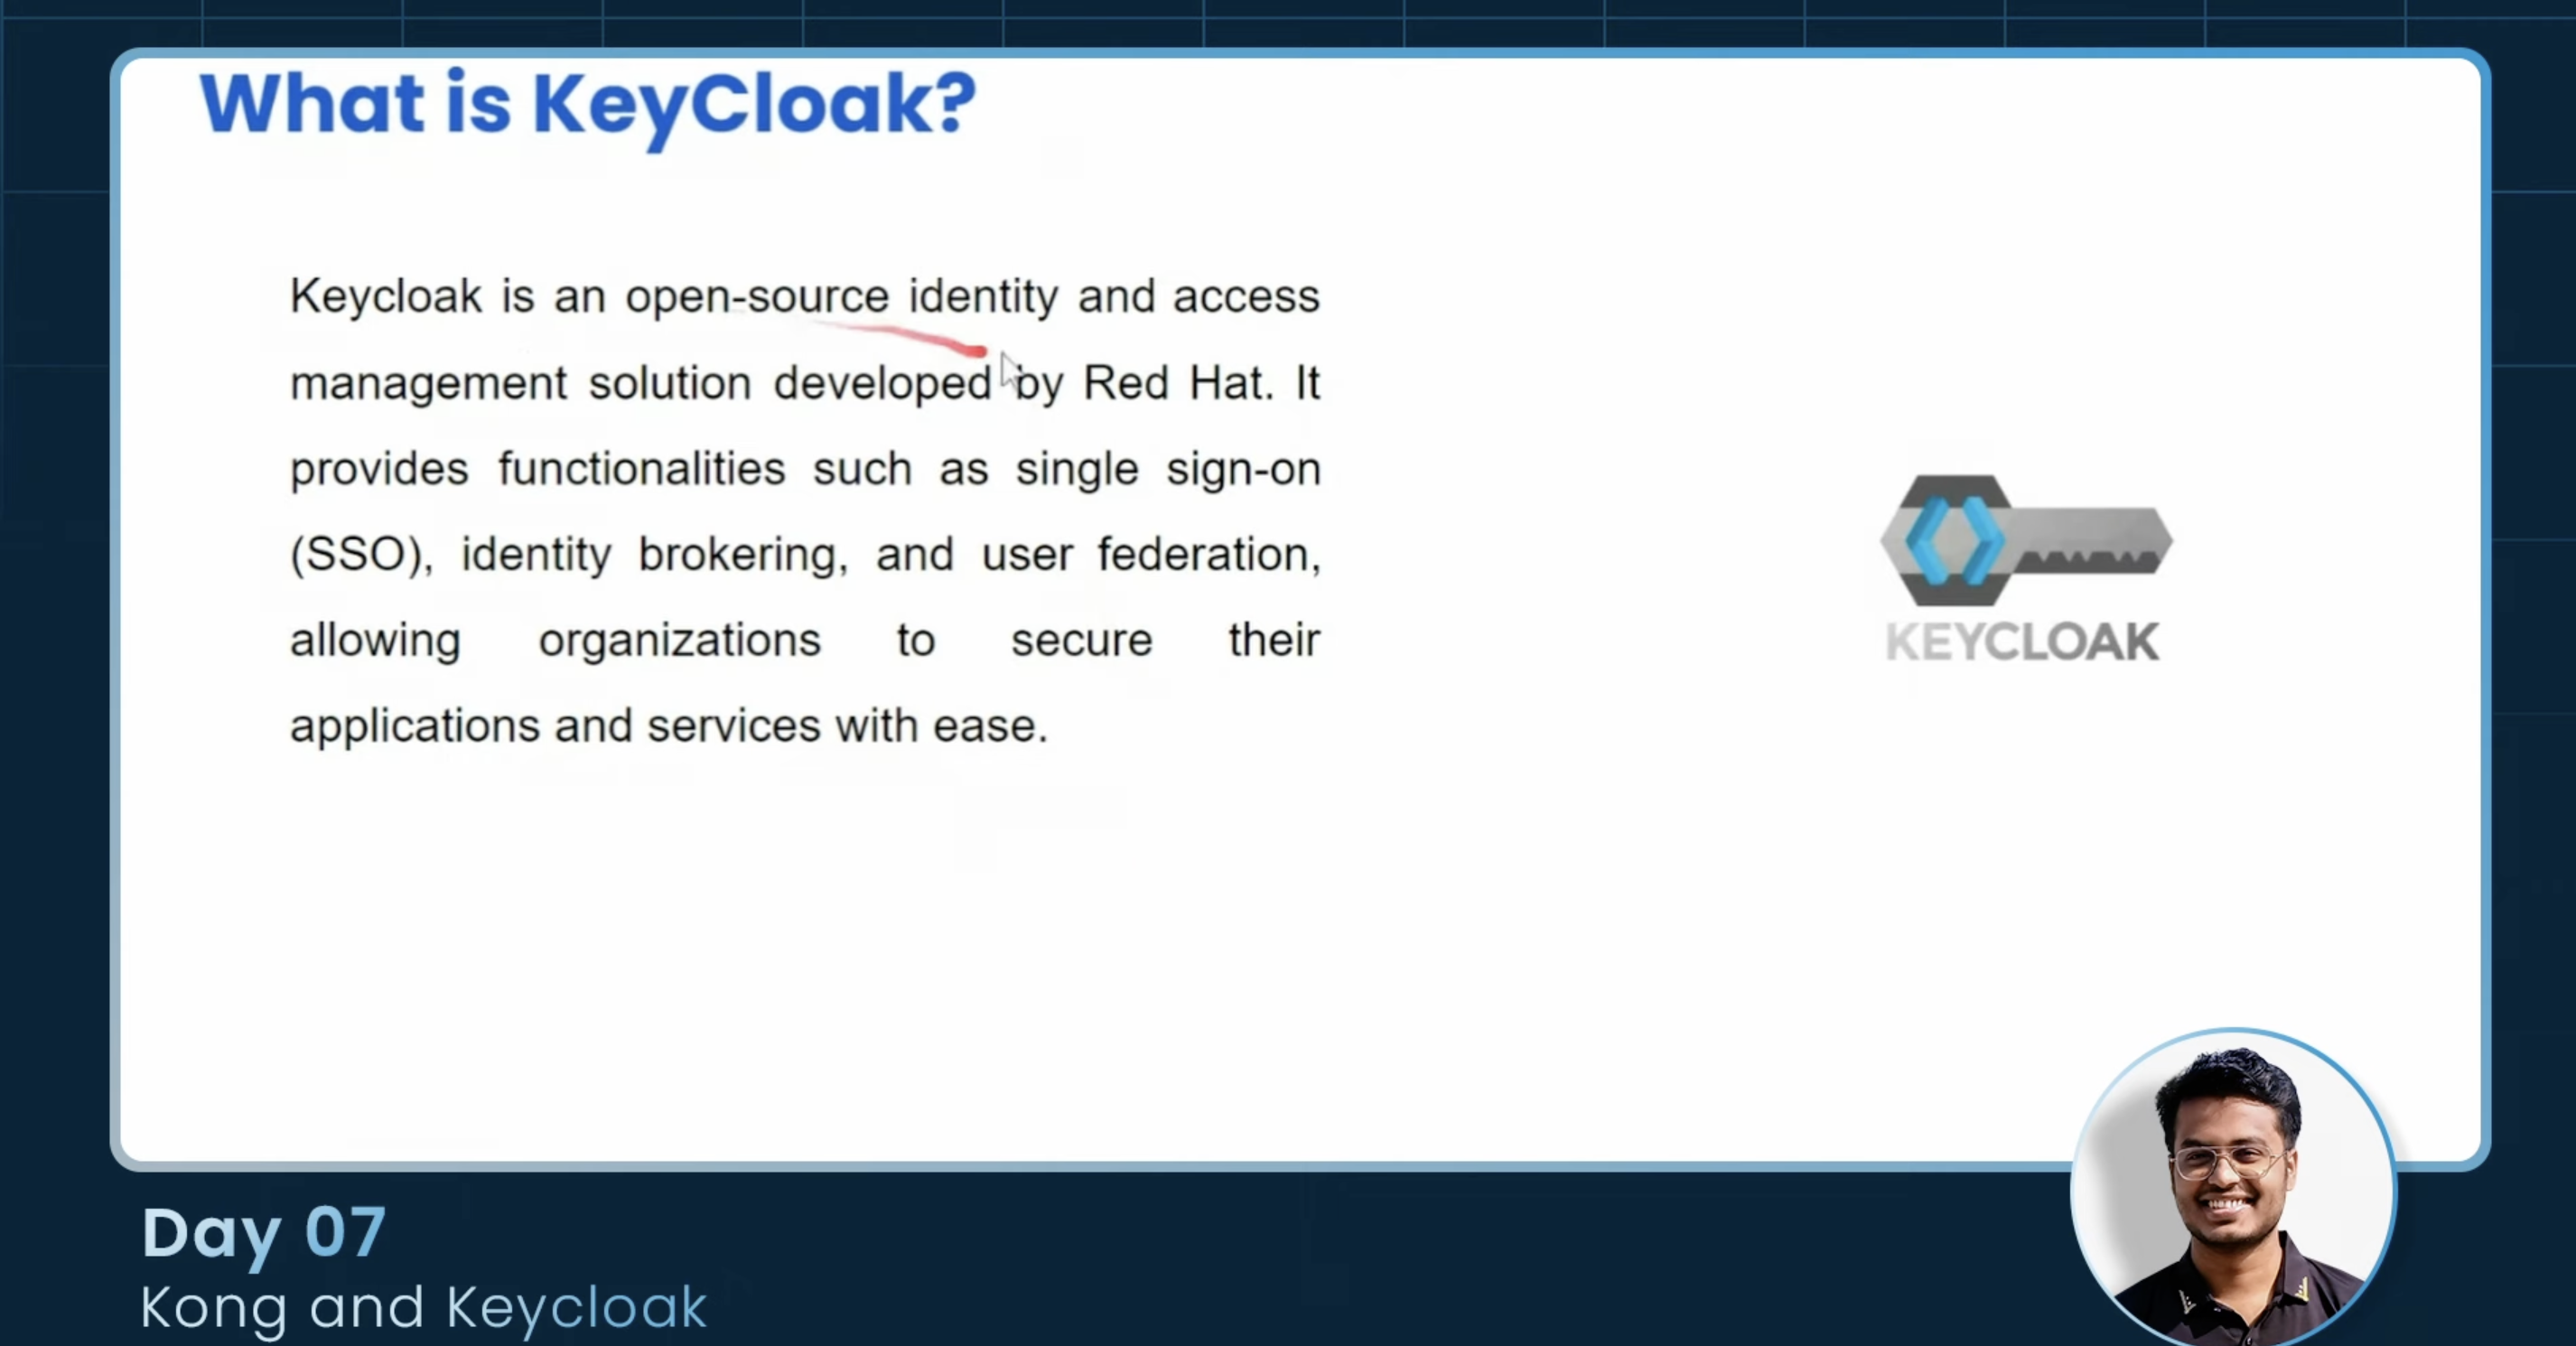 What is KeyCloak?
Keycloak is an open-source identity and access
management solution developed by Red Hat. It
provides functionalities such as single sign-on
(SSO), identity brokering, and user federation,
allowing organizations to secure their
applications and services with ease.
KEYCLOAK
Day 07
Kong and Keycloak